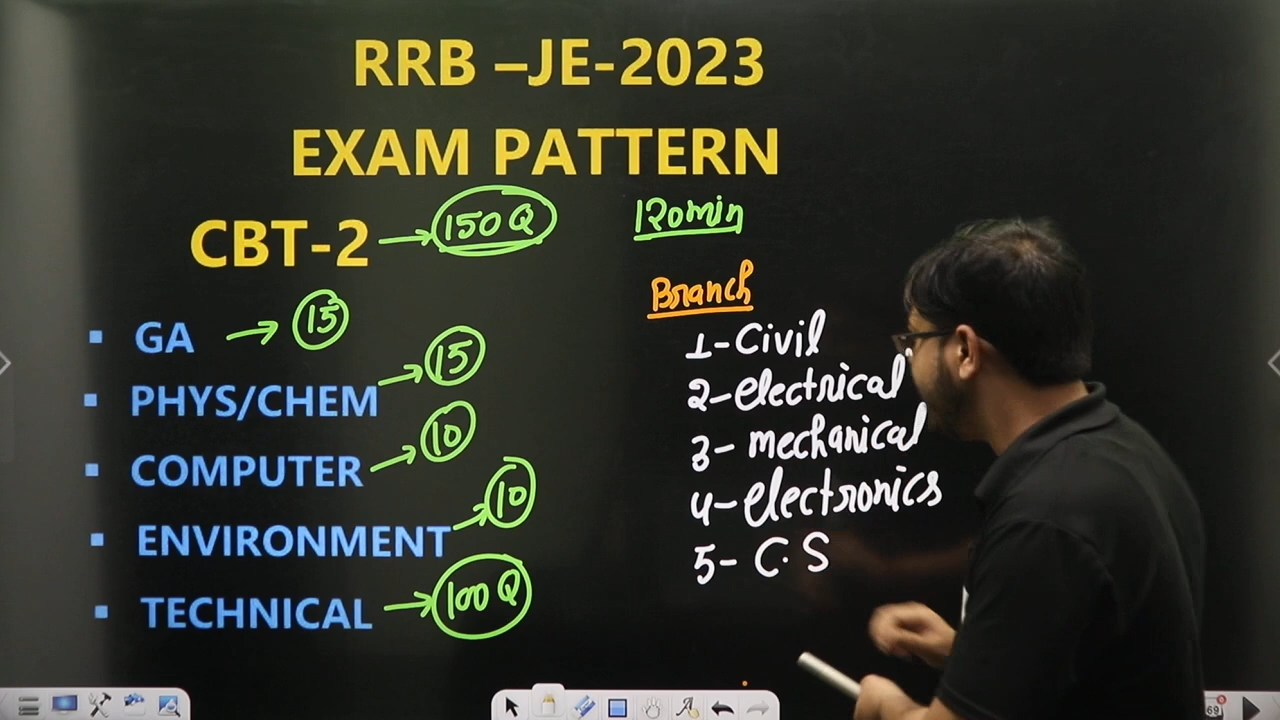 RRB –JE-2023
EXAM PATTERN
CBT-2 → 150 Q 120min
GA → 15
PHYS/CHEM → 15
COMPUTER → 10
ENVIRONMENT → 10
TECHNICAL → 100 Q
Branch
1-Civil
2-electrical
3- mechanical
4-electronics
5- C.S
69